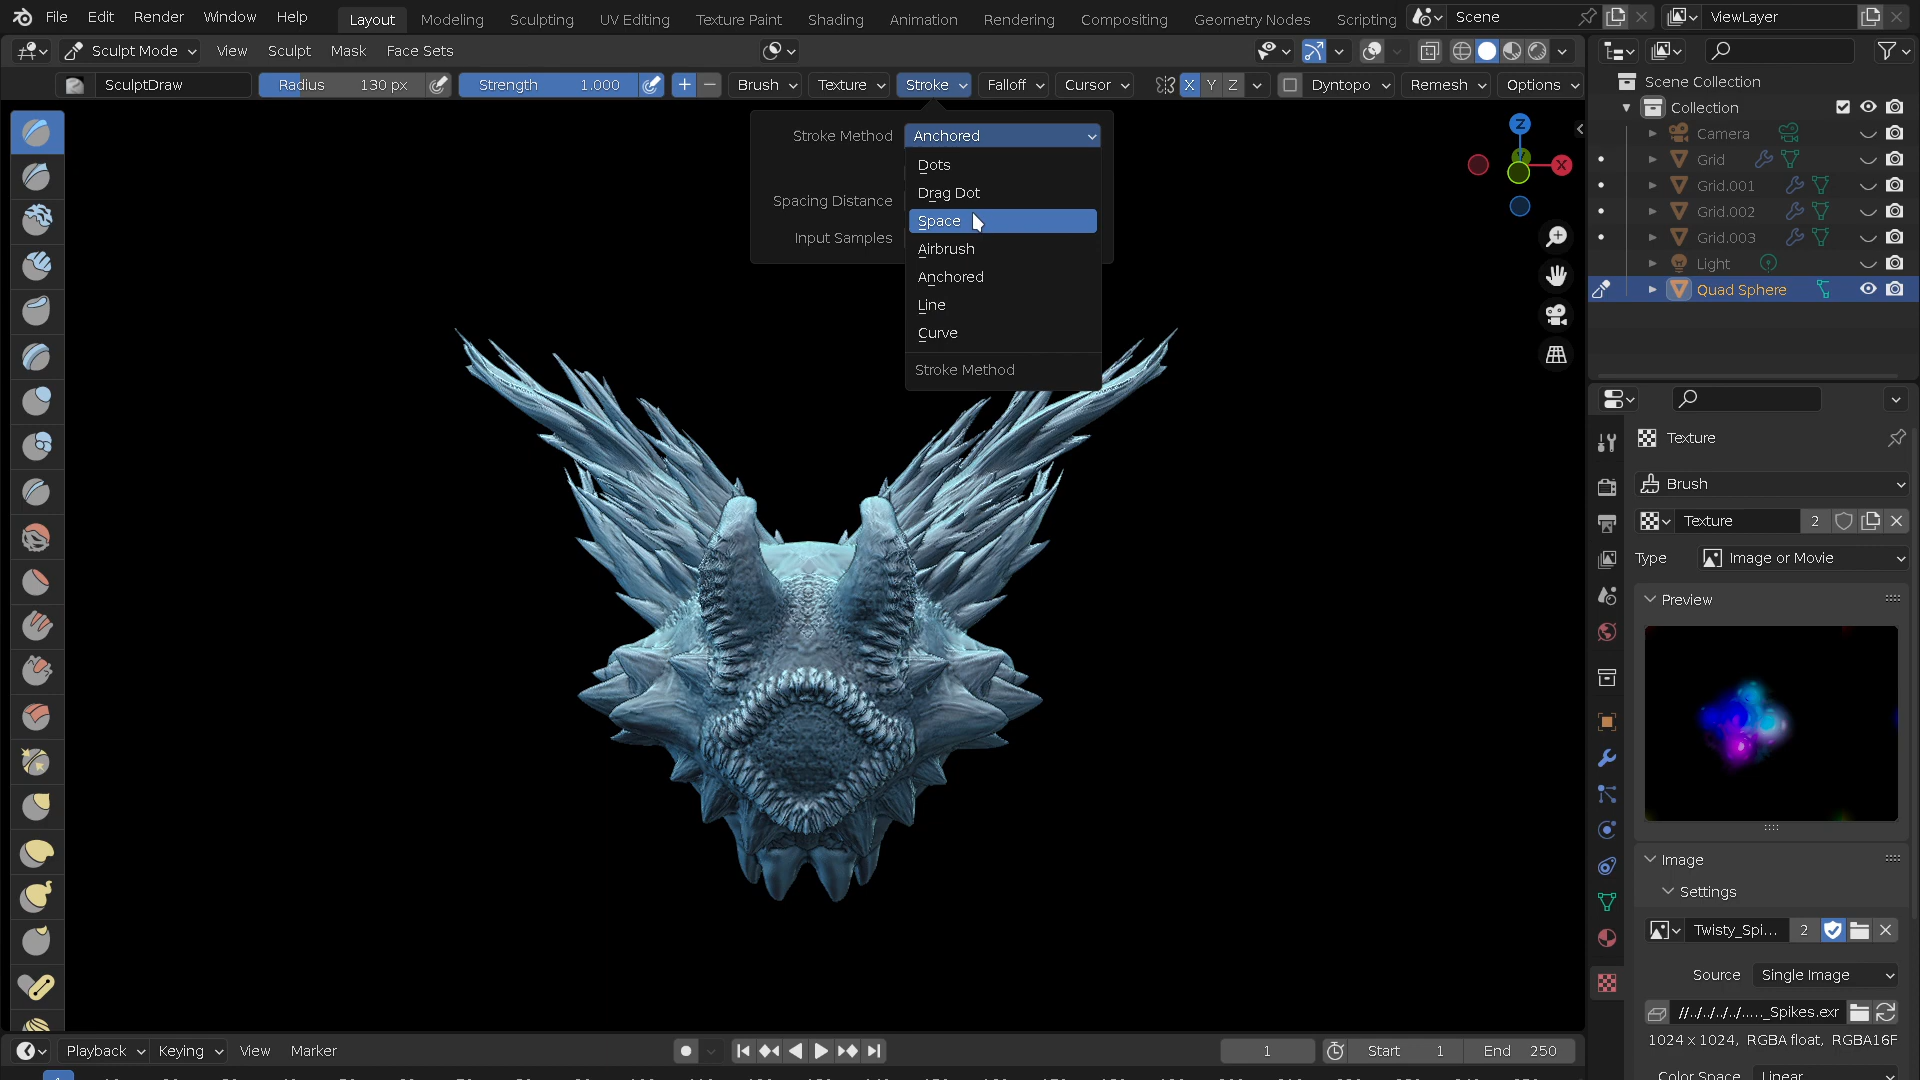 File Edit Render Window Help Layout Modeling Sculpting UV Editing Texture Paint Shading Animation Rendering Compositing Geometry Nodes Scripting Scene ViewLayer
Sculpt Mode View Sculpt Mask Face Sets
SculptDraw Radius 130 px Strength 1.000 Brush Texture Stroke Falloff Cursor X Y Z Dyntopo Remesh Options
Stroke Method Anchored
Dots
Drag Dot
Spacing Distance
Space
Input Samples
Airbrush
Anchored
Line
Curve
Stroke Method
Z
X
Scene Collection
Collection
Camera
Grid
Grid.001
Grid.002
Grid.003
Light
Quad Sphere
Texture
Brush
Texture 2
Type Image or Movie
Preview
Image
Settings
Twisty_Spi... 2
Source Single Image
//../../../../....._Spikes.exr
1024 x 1024, RGBA float, RGBA16F
Color Space Linear
Playback Keying View Marker 1 Start 1 End 250
1